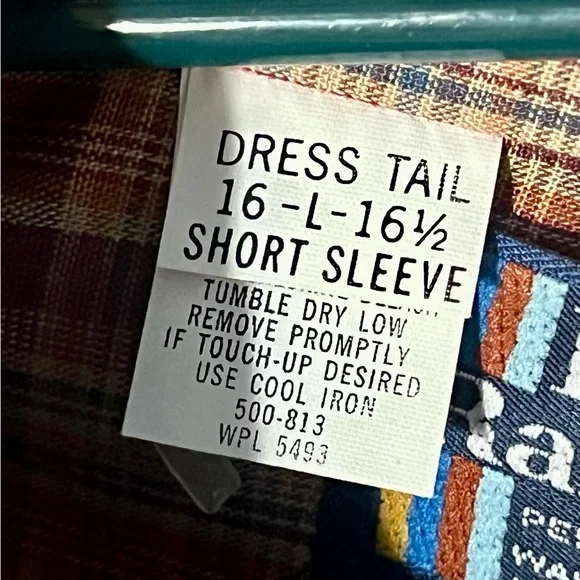 DRESS TAIL
16-L-16½
SHORT SLEEVE
TUMBLE DRY LOW
REMOVE PROMPTLY
IF TOUCH-UP DESIRED
USE COOL IRON
500-813
WPL 5493